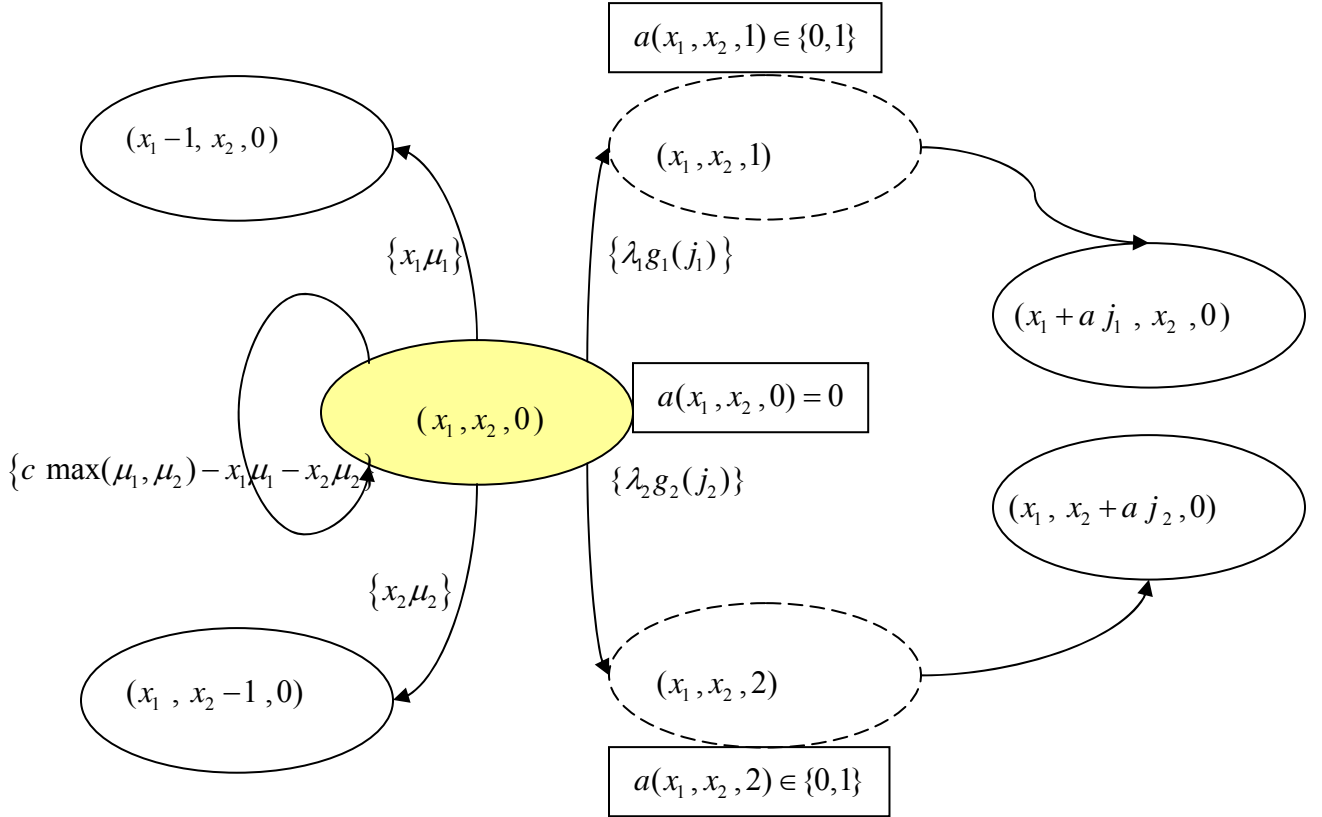 a(x₁, x₂, 1) ∈ {0,1}
(x₁ − 1, x₂, 0)
(x₁, x₂, 1)
{x₁μ₁}
{λ₁g₁(j₁)}
(x₁ + a j₁, x₂, 0)
a(x₁, x₂, 0) = 0
(x₁, x₂, 0)
{c max(μ₁, μ₂) − x₁μ₁ − x₂μ₂}
{λ₂g₂(j₂)}
(x₁, x₂ + a j₂, 0)
{x₂μ₂}
(x₁, x₂ − 1, 0)
(x₁, x₂, 2)
a(x₁, x₂, 2) ∈ {0,1}